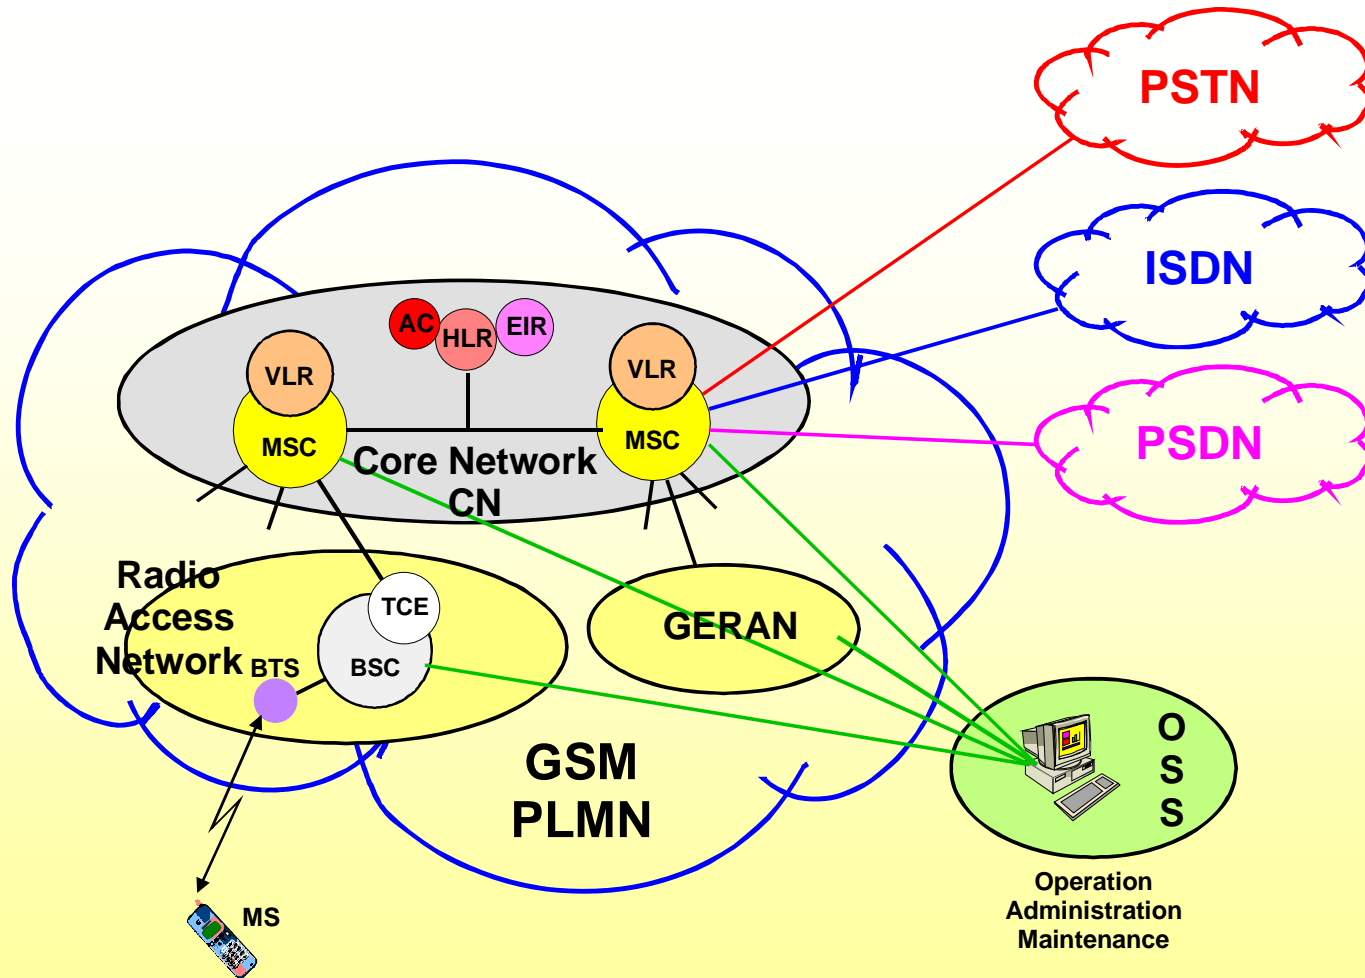 PSTN
ISDN
PSDN
AC
HLR
EIR
VLR
MSC
VLR
MSC
Core Network
CN
Radio
Access
Network
BTS
TCE
BSC
GERAN
GSM
PLMN
MS
O
S
S
Operation
Administration
Maintenance